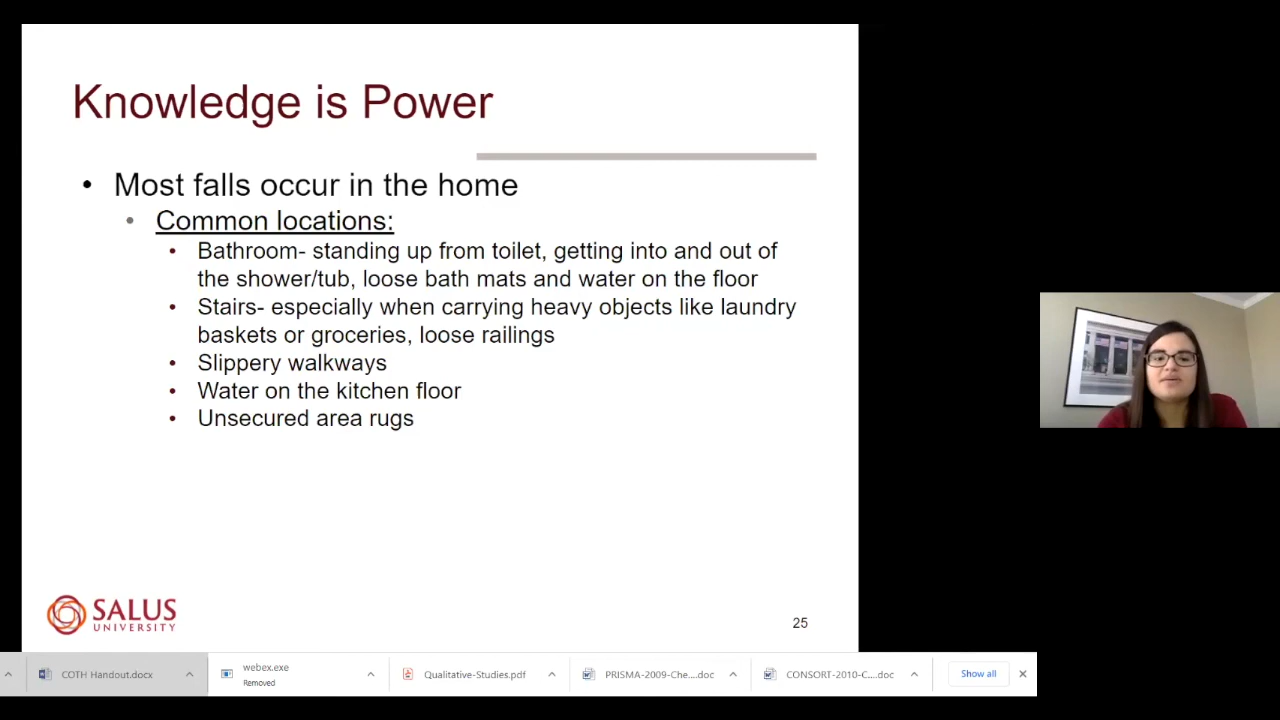 Knowledge is Power
• Most falls occur in the home
• Common locations:
• Bathroom- standing up from toilet, getting into and out of
the shower/tub, loose bath mats and water on the floor
• Stairs- especially when carrying heavy objects like laundry
baskets or groceries, loose railings
• Slippery walkways
• Water on the kitchen floor
• Unsecured area rugs
SALUS
UNIVERSITY
25
COTH Handout.docx
webex.exe
Removed
Qualitative-Studies.pdf
PRISMA-2009-Che....doc
CONSORT-2010-C....doc
Show all